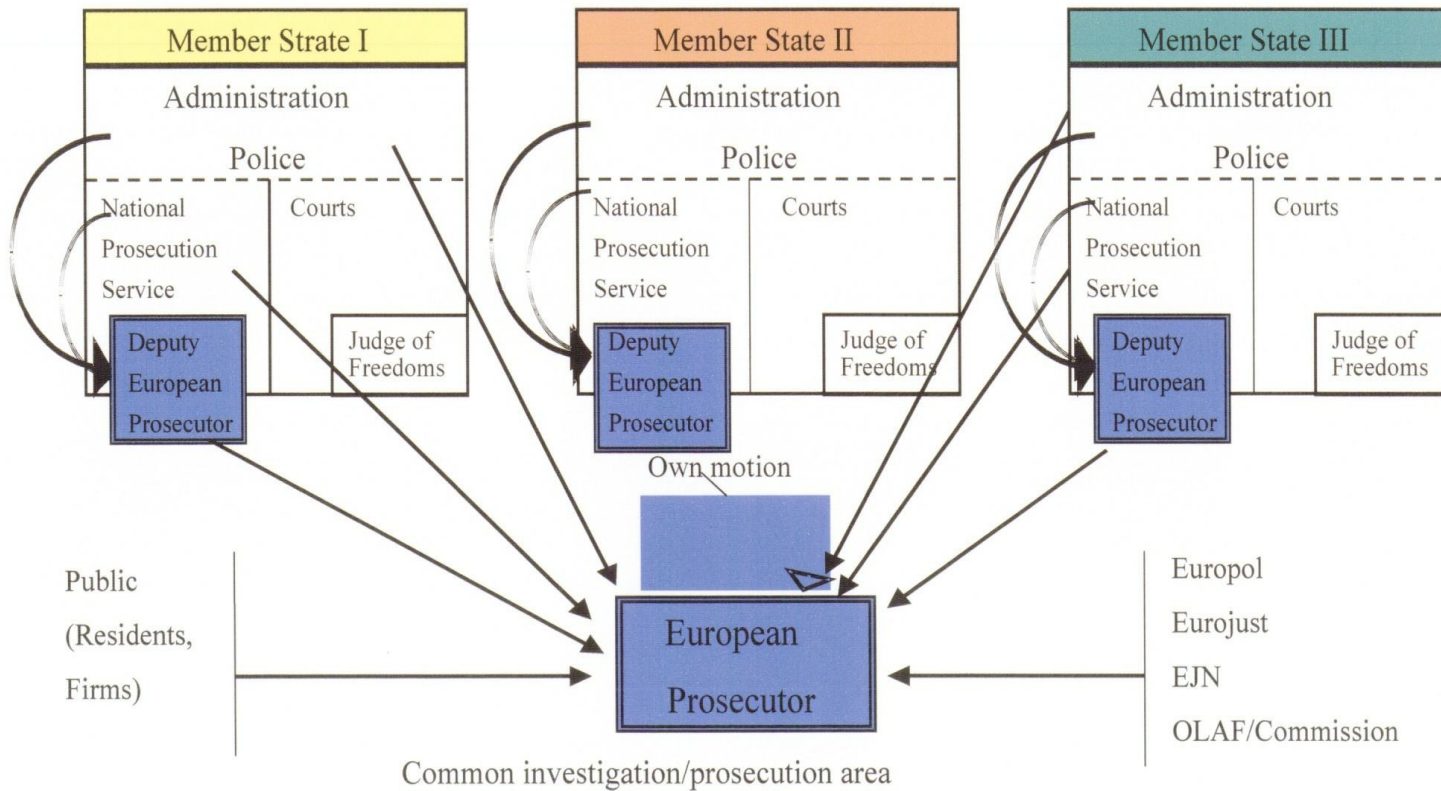 Member Strate I
Administration
Police
National
Prosecution
Service
Courts
Deputy
European
Prosecutor
Judge of
Freedoms
Member State II
Administration
Police
National
Prosecution
Service
Courts
Deputy
European
Prosecutor
Judge of
Freedoms
Member State III
Administration
Police
National
Prosecution
Service
Courts
Deputy
European
Prosecutor
Judge of
Freedoms
Own motion
Public
(Residents,
Firms)
European
Prosecutor
Europol
Eurojust
EJN
OLAF/Commission
Common investigation/prosecution area